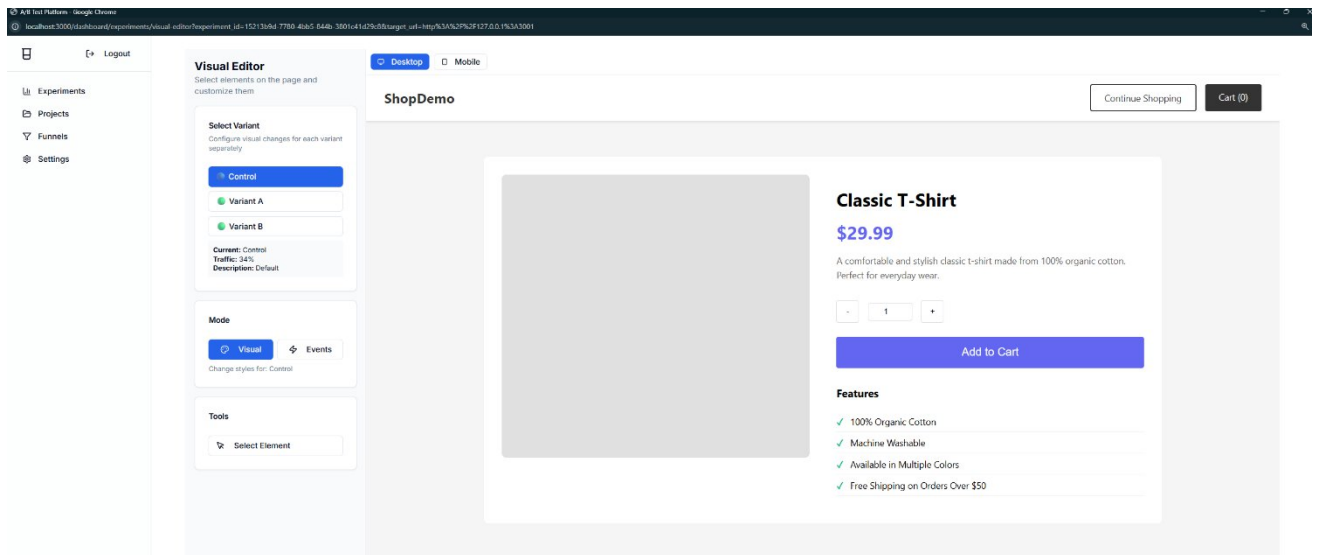 A/B Test Platform - Google Chrome
localhost:3000/dashboard/experiments/visual-editor?experiment_id=15213b9d-7780-4bb5-844b-3801c41d29c8&target_url=http%3A%2F%2F127.0.0.1%3A3001
Logout
Experiments
Projects
Funnels
Settings
Visual Editor
Select elements on the page and
customize them
Select Variant
Configure visual changes for each variant
separately
Control
Variant A
Variant B
Current: Control
Traffic: 34%
Description: Default
Mode
Visual
Events
Change styles for: Control
Tools
Select Element
Desktop
Mobile
ShopDemo
Continue Shopping
Cart (0)
Classic T-Shirt
$29.99
A comfortable and stylish classic t-shirt made from 100% organic cotton.
Perfect for everyday wear.
- 1 +
Add to Cart
Features
✓ 100% Organic Cotton
✓ Machine Washable
✓ Available in Multiple Colors
✓ Free Shipping on Orders Over $50